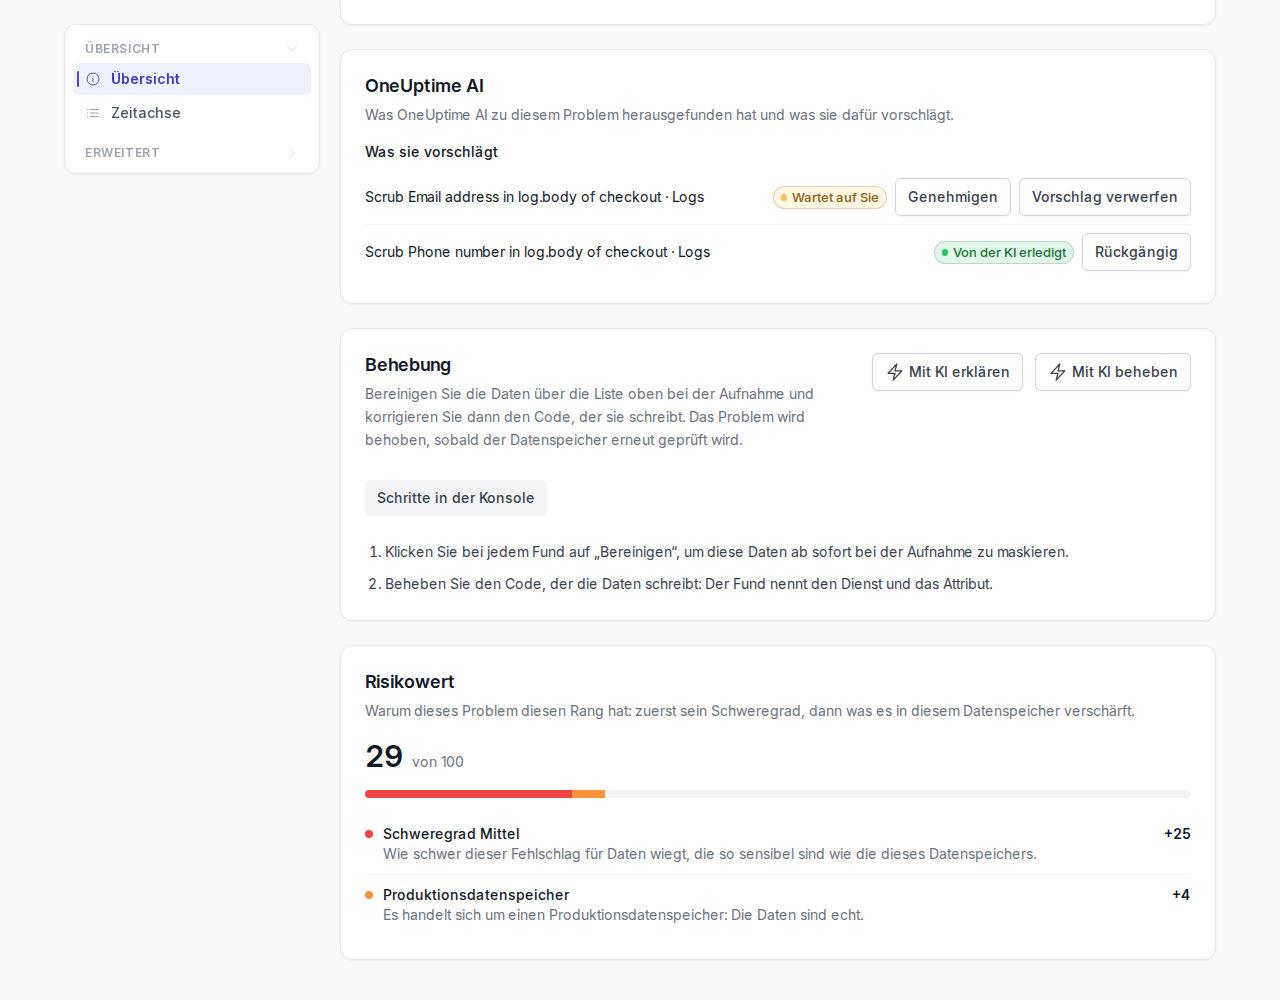 ÜBERSICHT
Übersicht
Zeitachse
ERWEITERT
OneUptime AI
Was OneUptime AI zu diesem Problem herausgefunden hat und was sie dafür vorschlägt.
Was sie vorschlägt
Scrub Email address in log.body of checkout · Logs
Wartet auf Sie
Genehmigen
Vorschlag verwerfen
Scrub Phone number in log.body of checkout · Logs
Von der KI erledigt
Rückgängig
Behebung
Mit KI erklären
Mit KI beheben
Bereinigen Sie die Daten über die Liste oben bei der Aufnahme und
korrigieren Sie dann den Code, der sie schreibt. Das Problem wird
behoben, sobald der Datenspeicher erneut geprüft wird.
Schritte in der Konsole
1. Klicken Sie bei jedem Fund auf „Bereinigen“, um diese Daten ab sofort bei der Aufnahme zu maskieren.
2. Beheben Sie den Code, der die Daten schreibt: Der Fund nennt den Dienst und das Attribut.
Risikowert
Warum dieses Problem diesen Rang hat: zuerst sein Schweregrad, dann was es in diesem Datenspeicher verschärft.
29 von 100
Schweregrad Mittel +25
Wie schwer dieser Fehlschlag für Daten wiegt, die so sensibel sind wie die dieses Datenspeichers.
Produktionsdatenspeicher +4
Es handelt sich um einen Produktionsdatenspeicher: Die Daten sind echt.